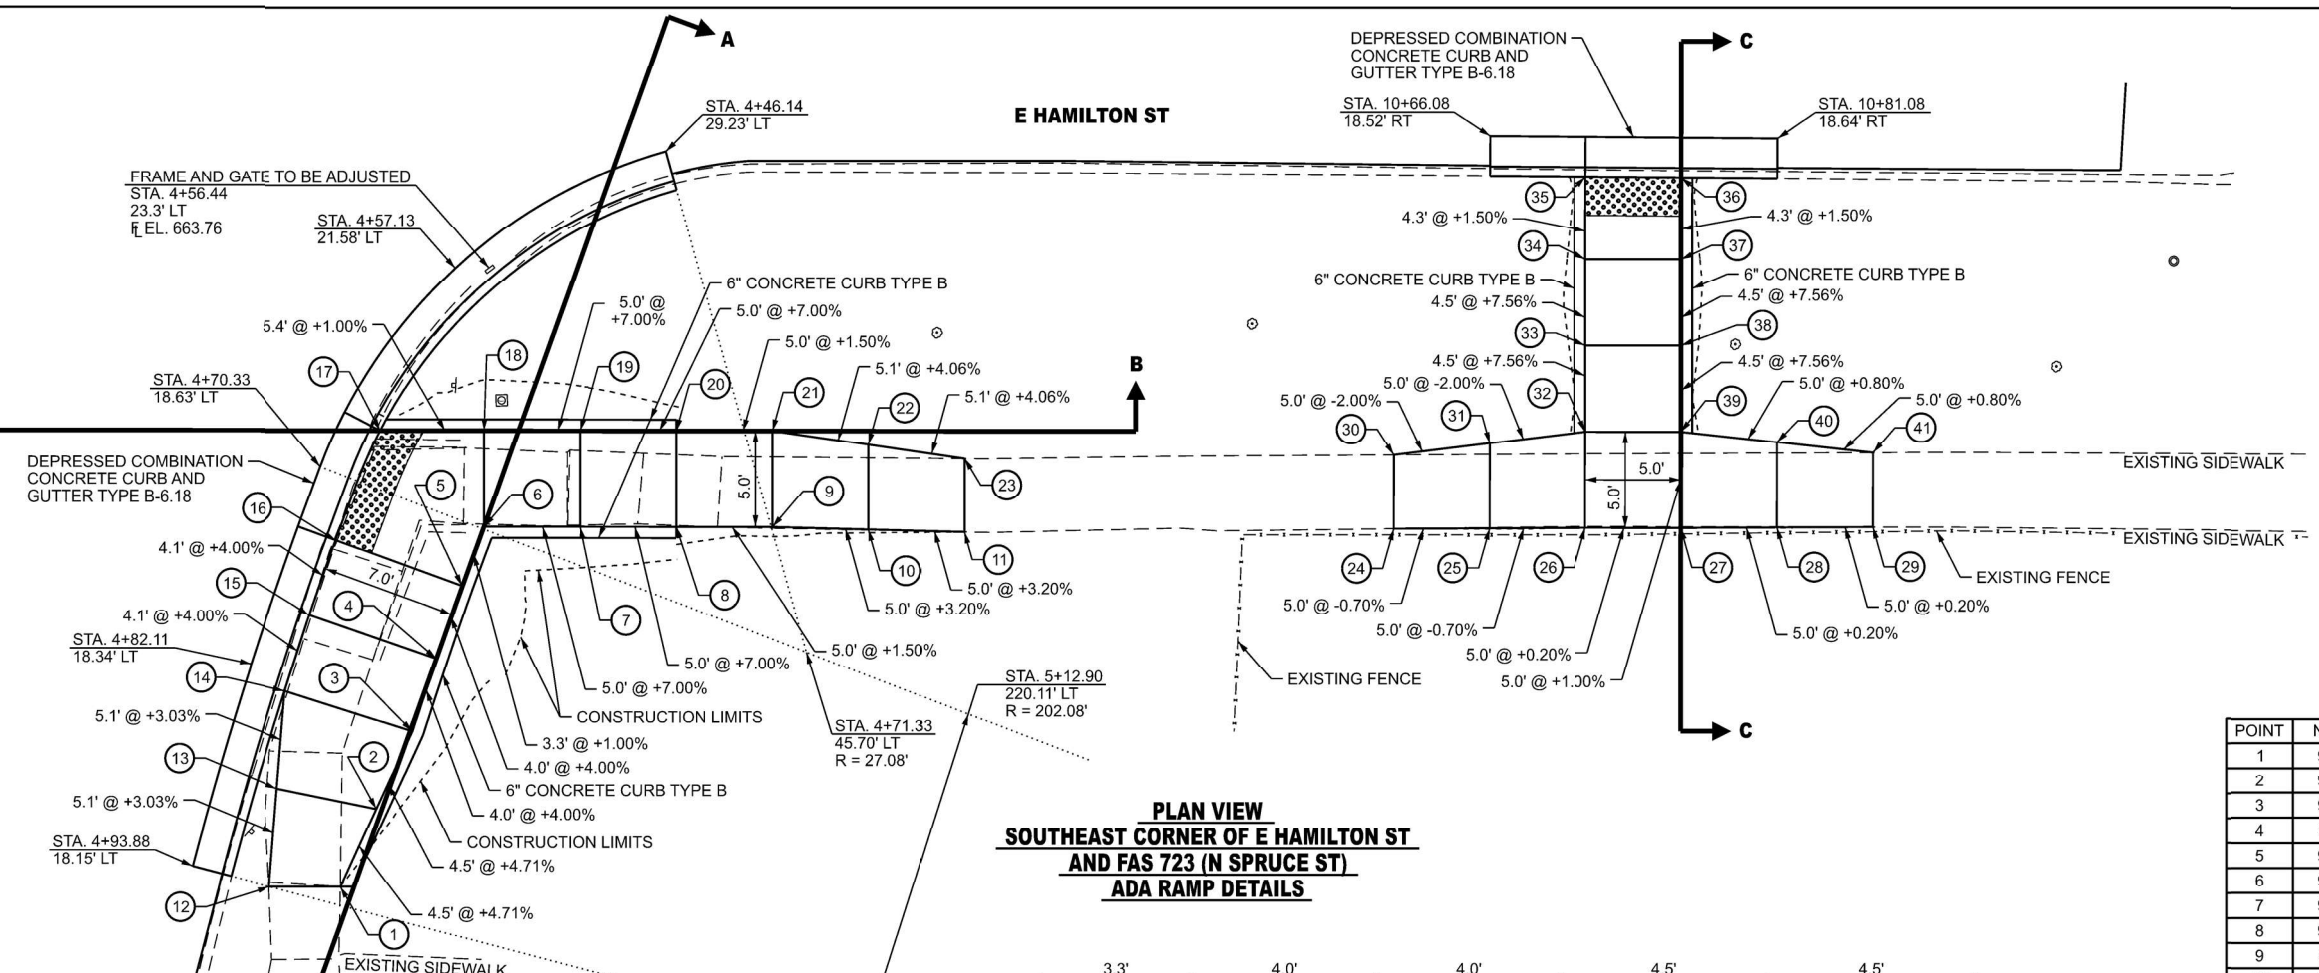 A
C
DEPRESSED COMBINATION
CONCRETE CURB AND
GUTTER TYPE B-6.18
STA. 4+46.14
29.23' LT
E HAMILTON ST
STA. 10+66.08
18.52' RT
STA. 10+81.08
18.64' RT
FRAME AND GATE TO BE ADJUSTED
STA. 4+56.44
23.3' LT
EL. 663.76
STA. 4+57.13
21.58' LT
35
36
4.3' @ +1.50%
4.3' @ +1.50%
34
37
6" CONCRETE CURB TYPE B
5.0' @
+7.00%
5.0' @ +7.00%
6" CONCRETE CURB TYPE B
4.5' @ +7.56%
6" CONCRETE CURB TYPE B
4.5' @ +7.56%
5.4' @ +1.00%
18
5.0' @ +1.50%
33
38
17
19
5.1' @ +4.06%
4.5' @ +7.56%
4.5' @ +7.56%
B
STA. 4+70.33
18.63' LT
20
21
22
5.1' @ +4.06%
5.0' @ -2.00%
5.0' @ -2.00%
32
39
5.0' @ +0.80%
5.0' @ +0.80%
30
31
40
41
DEPRESSED COMBINATION
CONCRETE CURB AND
GUTTER TYPE B-6.18
5
6
5.0'
9
23
5.0'
5.0'
EXISTING SIDEWALK
16
4.1' @ +4.00%
7.0'
10
11
24
25
26
27
28
29
EXISTING SIDEWALK
EXISTING FENCE
15
4
7
8
5.0' @ +3.20%
5.0' @ +3.20%
5.0' @ -0.70%
5.0' @ +0.20%
4.1' @ +4.00%
5.0' @ -0.70%
5.0' @ +0.20%
STA. 4+82.11
18.34' LT
5.0' @ +1.50%
5.0' @ +0.20%
14
3
5.0' @ +7.00%
5.0' @ +7.00%
STA. 5+12.90
220.11' LT
R = 202.08'
EXISTING FENCE
5.0' @ +1.00%
5.1' @ +3.03%
CONSTRUCTION LIMITS
STA. 4+71.33
45.70' LT
R = 27.08'
C
13
2
3.3' @ +1.00%
4.0' @ +4.00%
6" CONCRETE CURB TYPE B
5.1' @ +3.03%
4.0' @ +4.00%
STA. 4+93.88
18.15' LT
CONSTRUCTION LIMITS
4.5' @ +4.71%
12
4.5' @ +4.71%
1
EXISTING SIDEWALK
PLAN VIEW
SOUTHEAST CORNER OF E HAMILTON ST
AND FAS 723 (N SPRUCE ST)
ADA RAMP DETAILS
3.3' 4.0' 4.0' 4.5' 4.5'
POINT
1
2
3
4
5
6
7
8
9